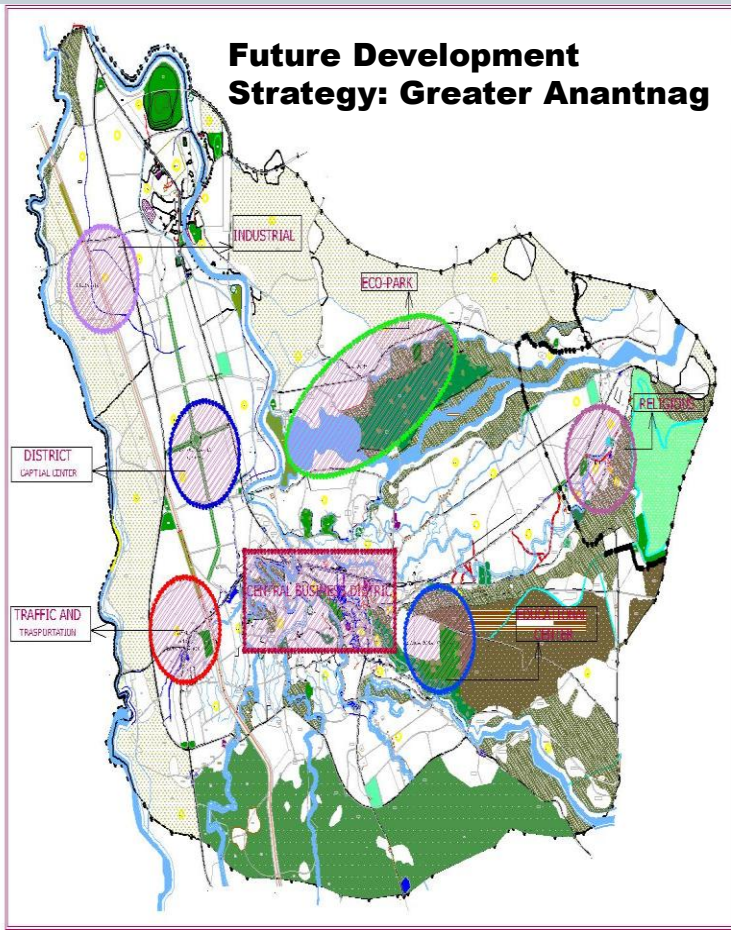 Future Development
Strategy: Greater Anantnag
INDUSTRIAL
ECO-PARK
RELIGIOUS
DISTRICT
CAPTIAL CENTER
CENTRAL BUSINESS DISTRICT
TRAFFIC AND
TRASPORTATION
CENTER